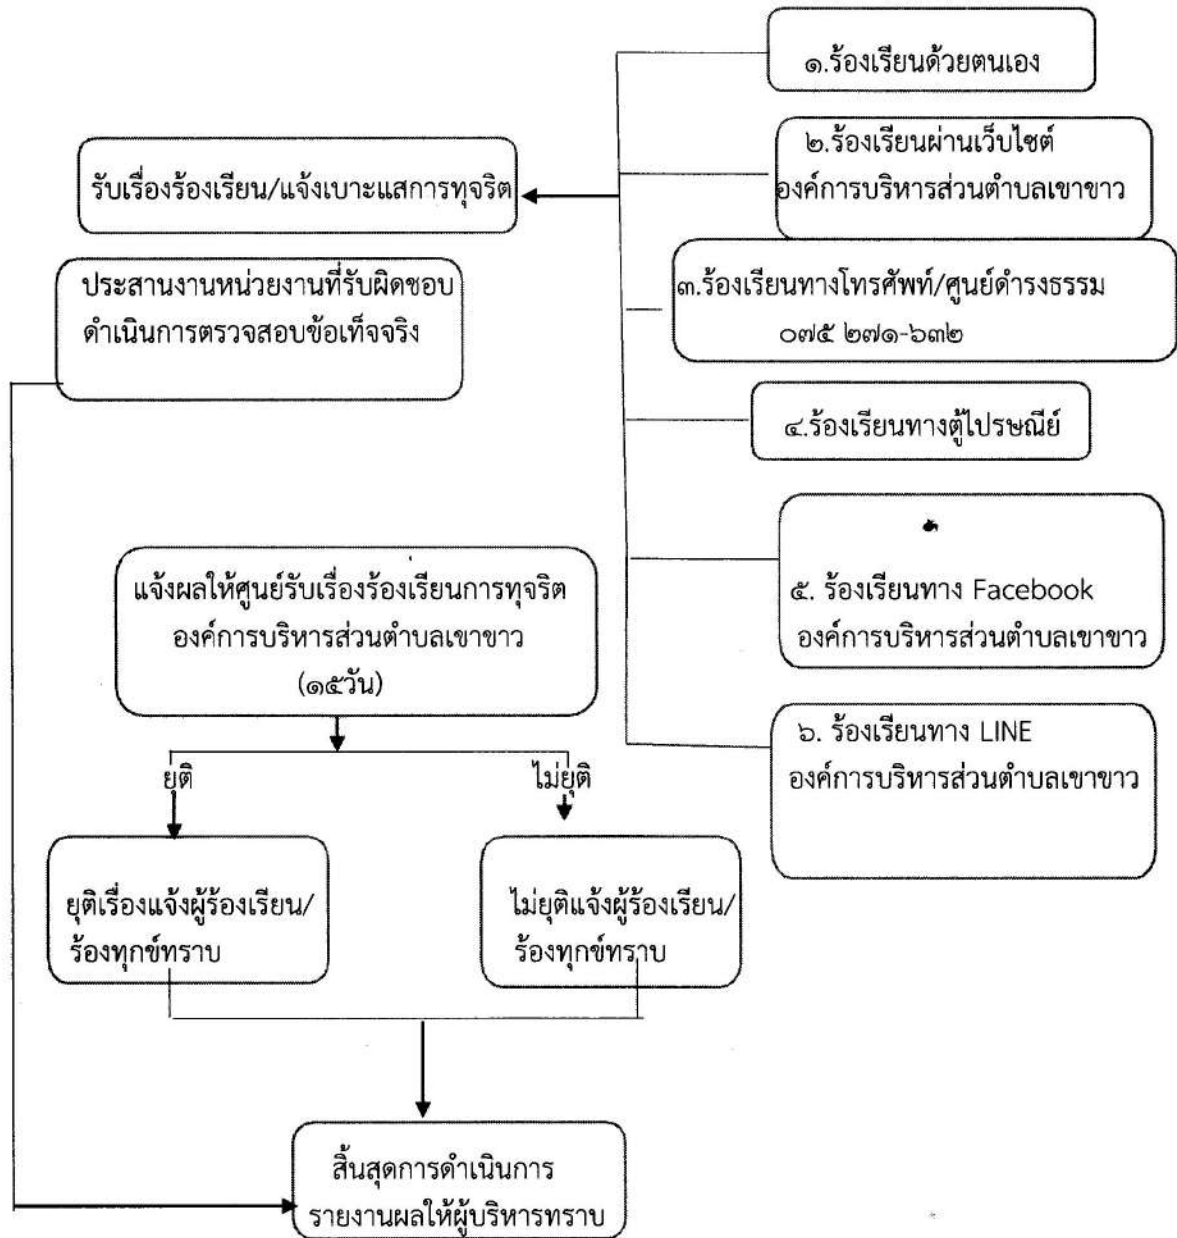 ๑.ร้องเรียนด้วยตนเอง
๒.ร้องเรียนผ่านเว็บไซต์
องค์การบริหารส่วนตำบลเขาขาว
รับเรื่องร้องเรียน/แจ้งเบาะแสการทุจริต
ประสานงานหน่วยงานที่รับผิดชอบ
ดำเนินการตรวจสอบข้อเท็จจริง
๓.ร้องเรียนทางโทรศัพท์/ศูนย์ดำรงธรรม
๐๗๕ ๒๗๑-๖๓๒
๔.ร้องเรียนทางตู้ไปรษณีย์
๕. ร้องเรียนทาง Facebook
องค์การบริหารส่วนตำบลเขาขาว
๖. ร้องเรียนทาง LINE
องค์การบริหารส่วนตำบลเขาขาว
แจ้งผลให้ศูนย์รับเรื่องร้องเรียนการทุจริต
องค์การบริหารส่วนตำบลเขาขาว
(๑๕วัน)
ยุติ
ไม่ยุติ
ยุติเรื่องแจ้งผู้ร้องเรียน/
ร้องทุกข์ทราบ
ไม่ยุติแจ้งผู้ร้องเรียน/
ร้องทุกข์ทราบ
สิ้นสุดการดำเนินการ
รายงานผลให้ผู้บริหารทราบ